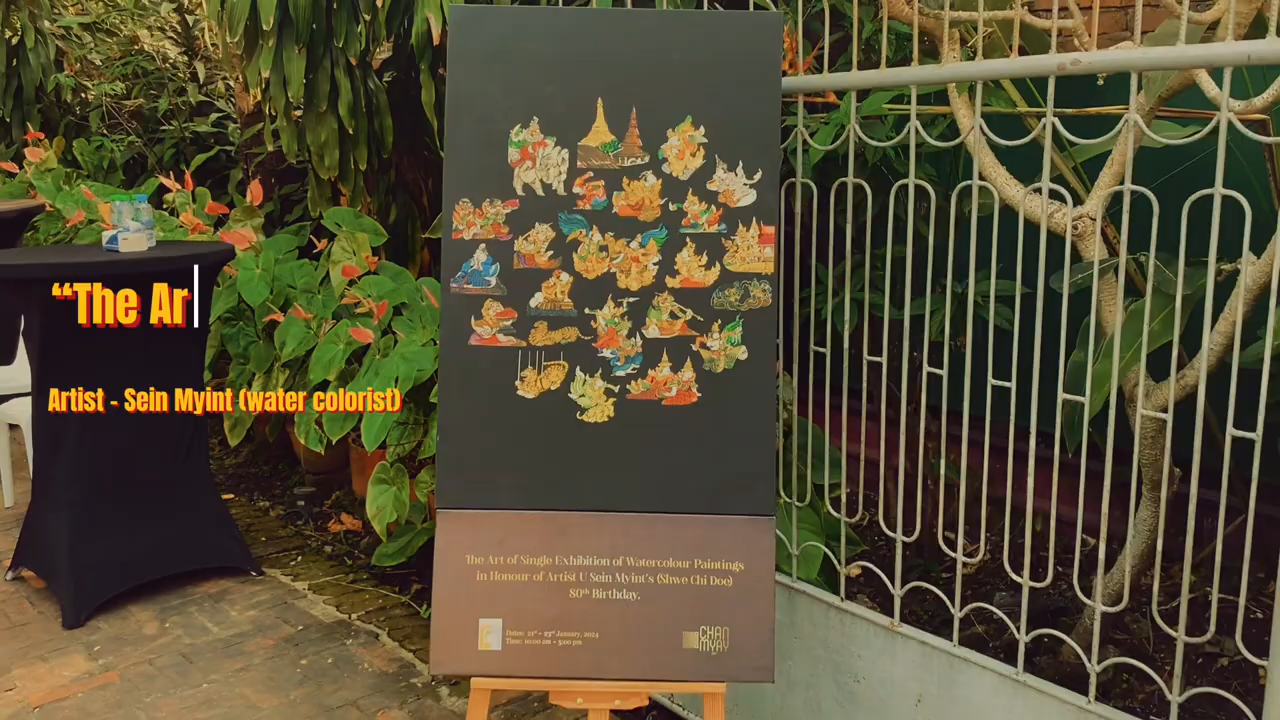 “The Ar
Artist - Sein Myint (water colorist)
The Art of Single Exhibition of Watercolour Paintings
in Honour of Artist U Sein Myint's (Shwe Chi Doe)
80th Birthday.
Dates: 21st - 23rd January, 2024
Time: 10:00 am - 5:00 pm
CHAN
MYAY